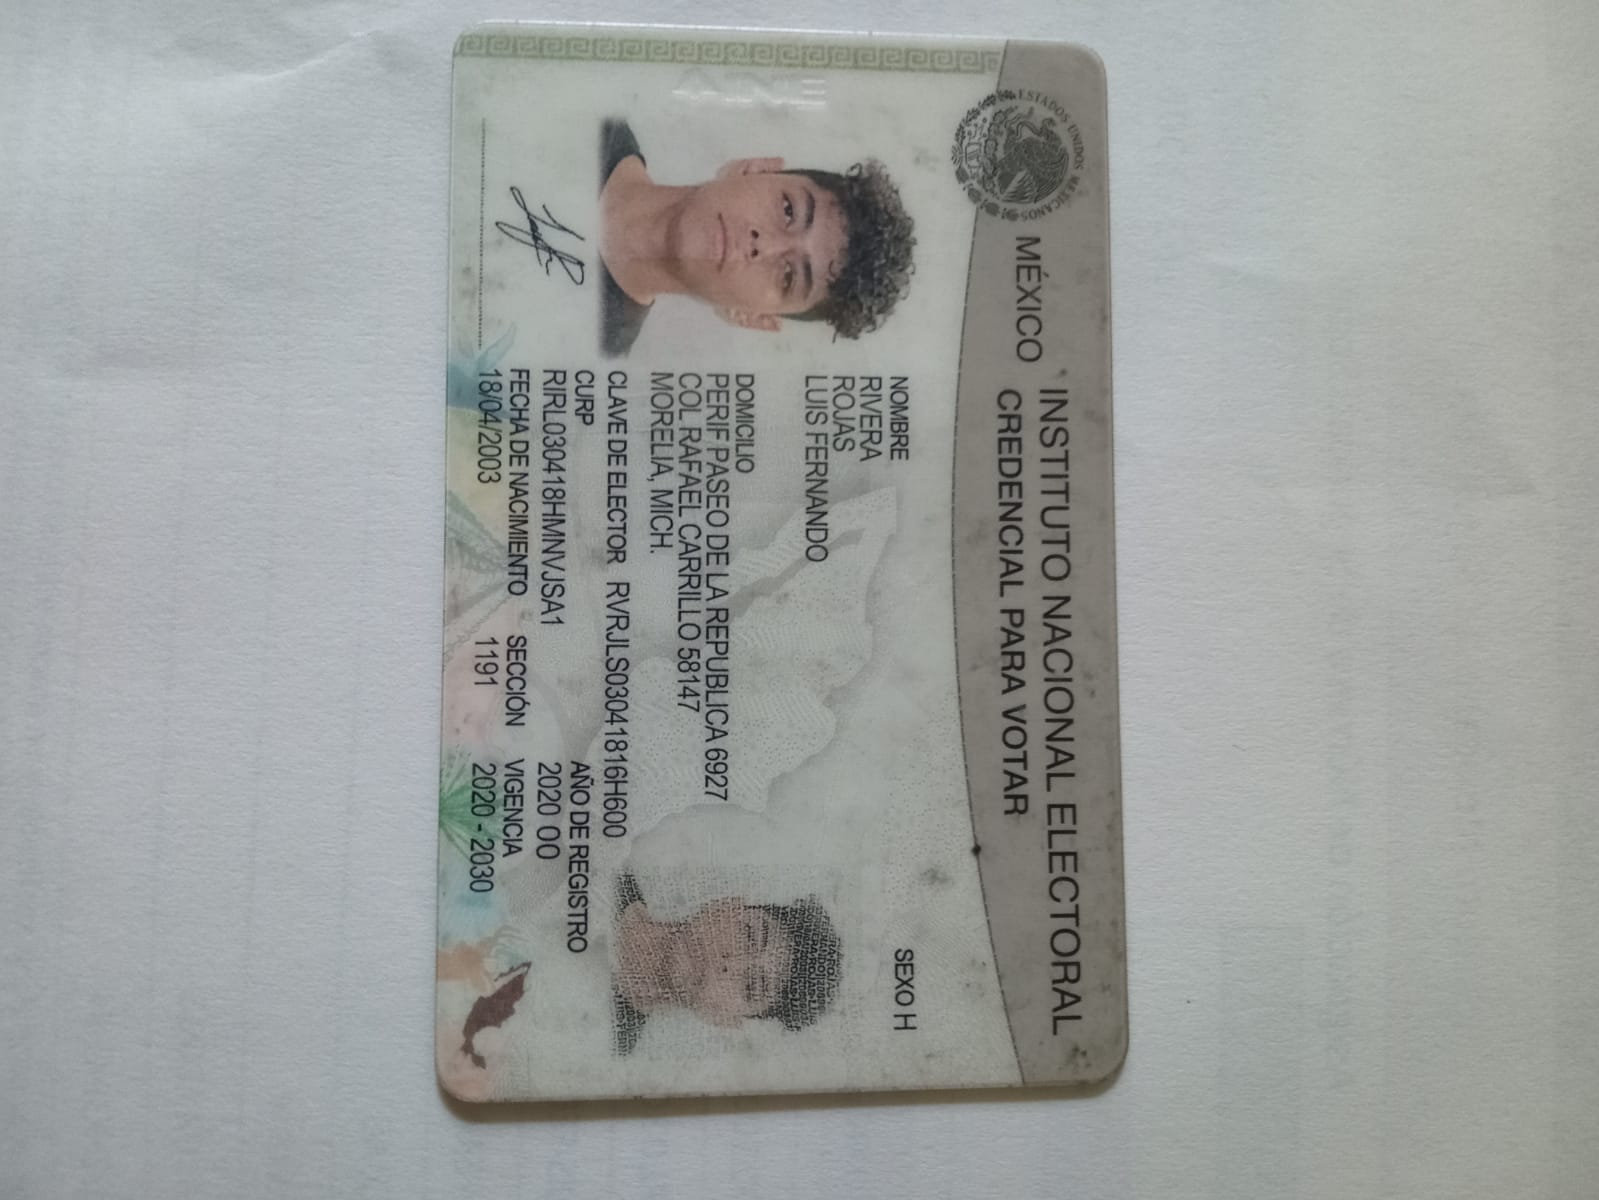 ESTADOS UNIDOS MEXICANOS
MÉXICO INSTITUTO NACIONAL ELECTORAL
CREDENCIAL PARA VOTAR
NOMBRE
RIVERA
ROJAS
LUIS FERNANDO
SEXO H
DOMICILIO
PERIF PASEO DE LA REPUBLICA 6927
COL RAFAEL CARRILLO 58147
MORELIA, MICH.
CLAVE DE ELECTOR RVRJLS03041816H600
CURP
RIRL030418HMNVJSA1
AÑO DE REGISTRO
2020 00
FECHA DE NACIMIENTO
18/04/2003
SECCIÓN
1191
VIGENCIA
2020 - 2030